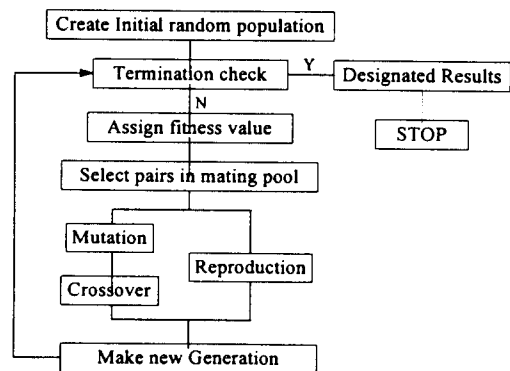 Create Initial random population
Termination check
Y
Designated Results
N
STOP
Assign fitness value
Select pairs in mating pool
Mutation
Reproduction
Crossover
Make new Generation